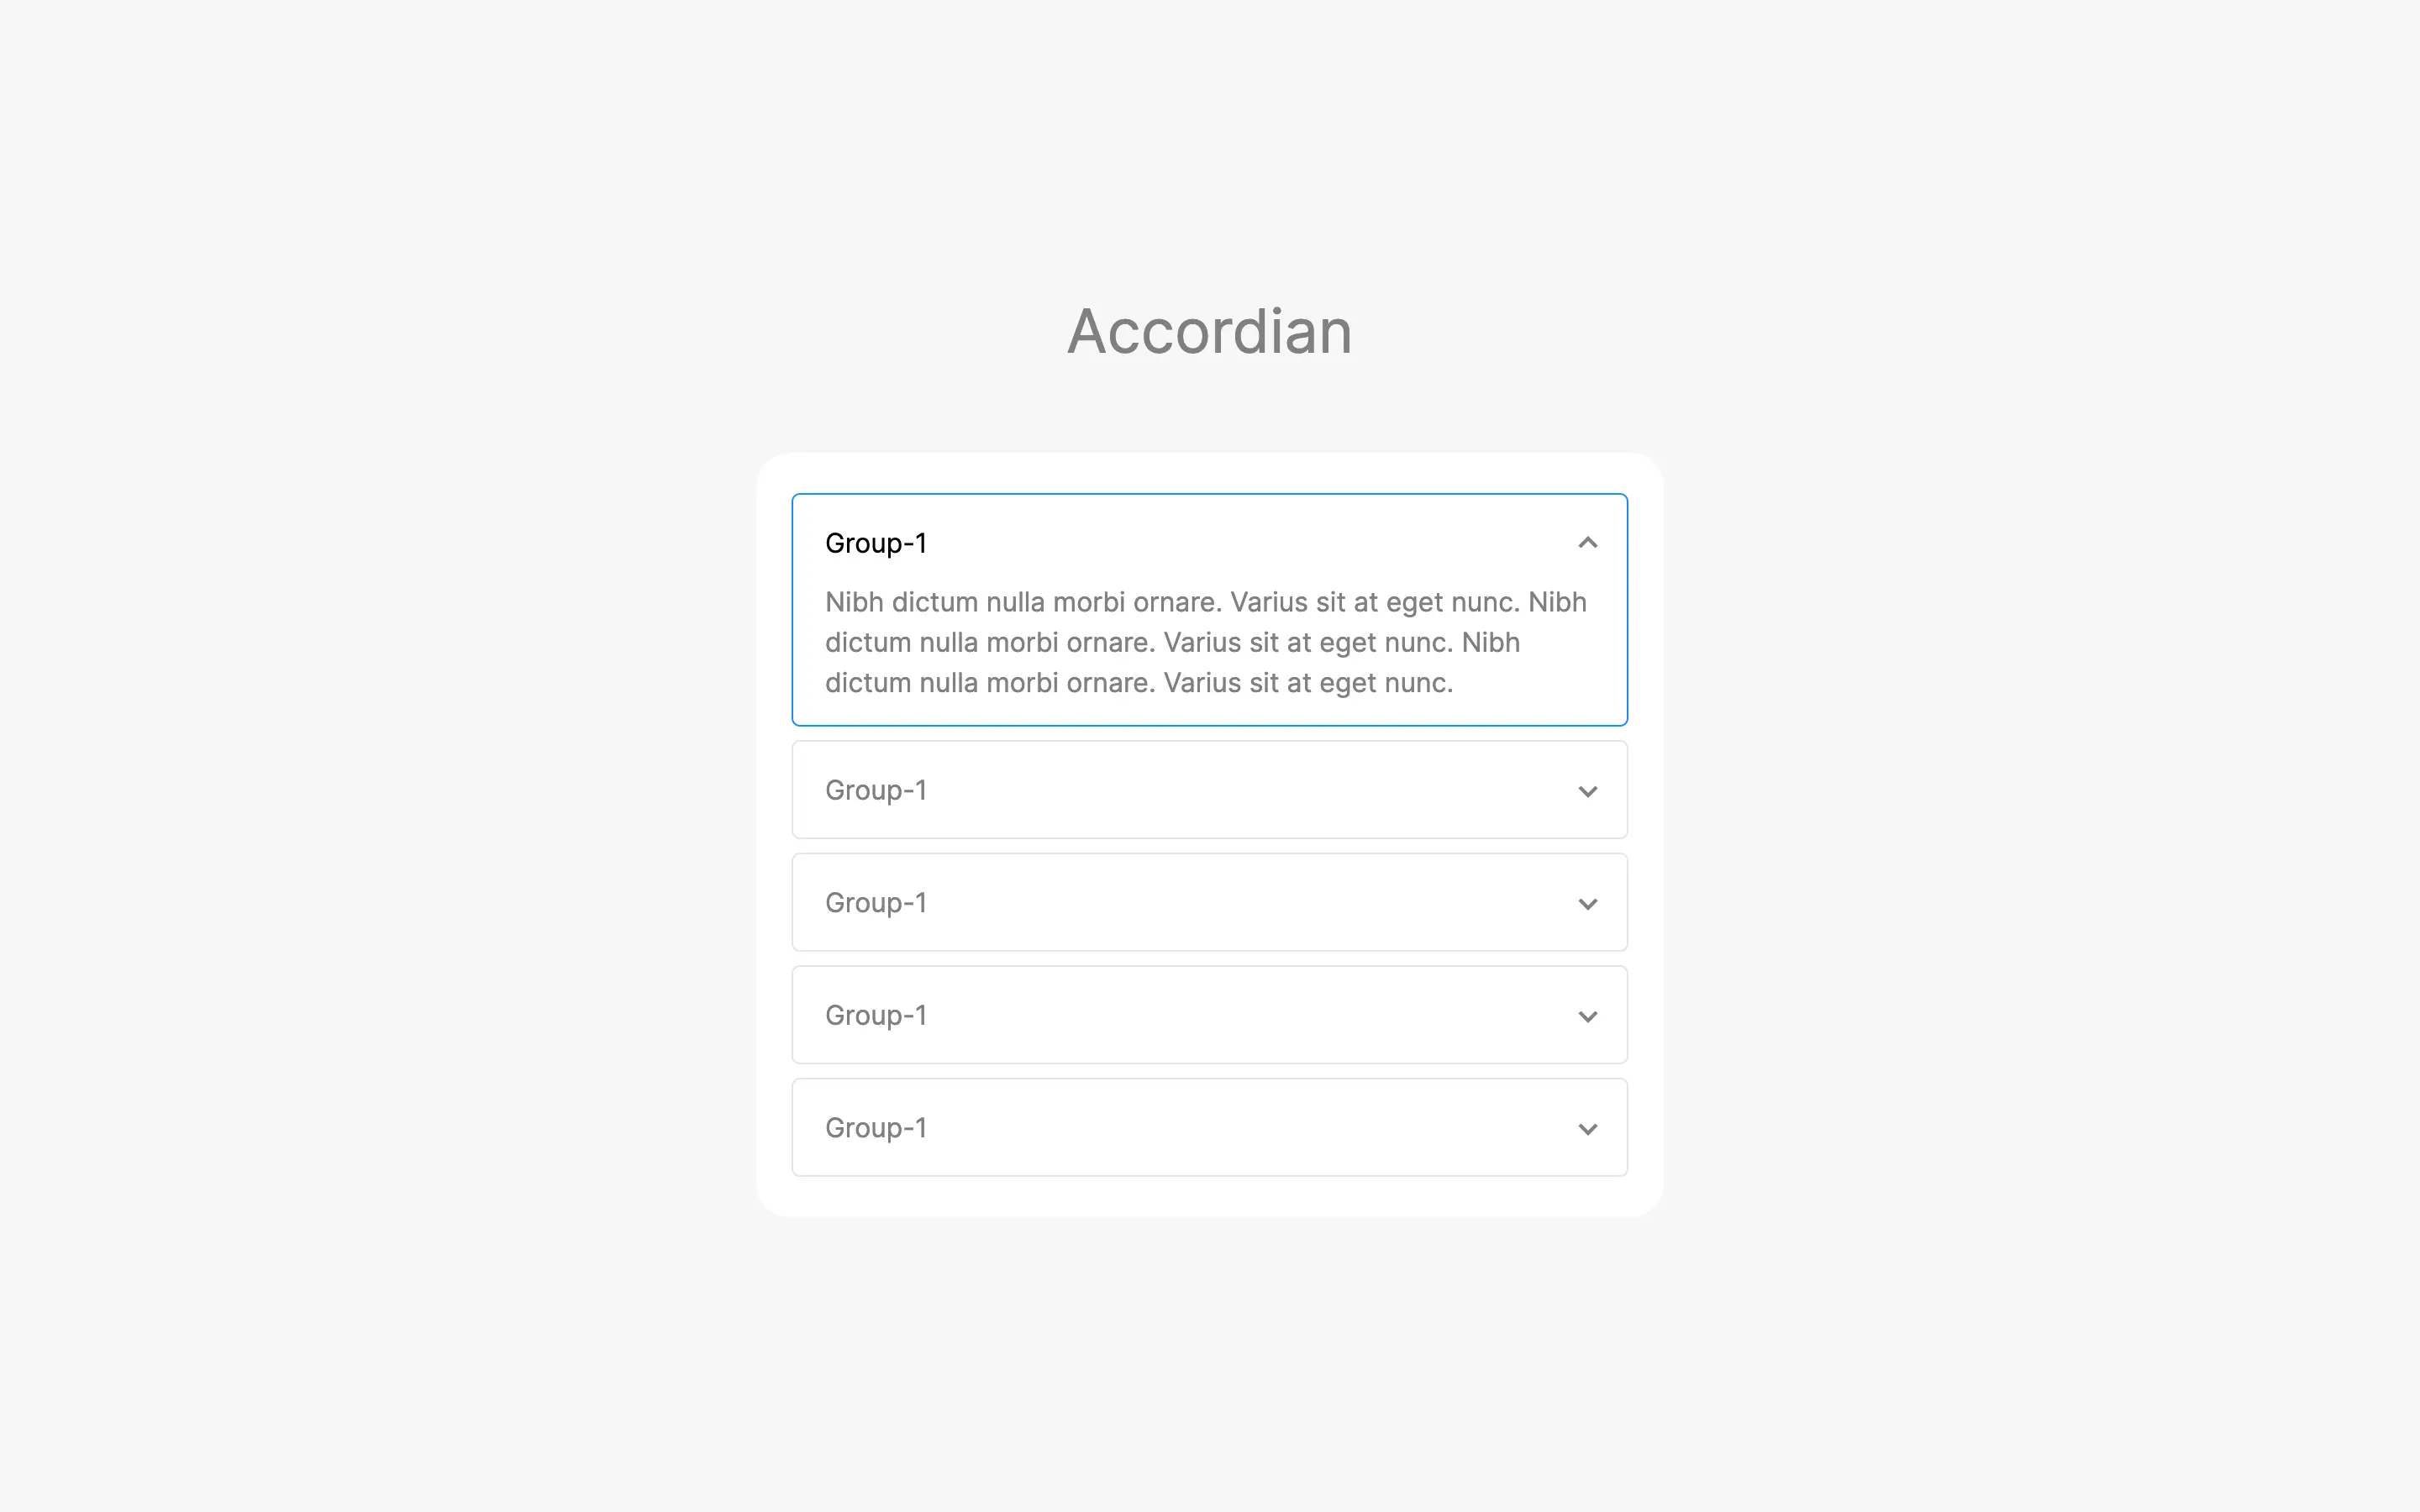 Accordian
Group-1
Nibh dictum nulla morbi ornare. Varius sit at eget nunc. Nibh
dictum nulla morbi ornare. Varius sit at eget nunc. Nibh
dictum nulla morbi ornare. Varius sit at eget nunc.
Group-1
Group-1
Group-1
Group-1